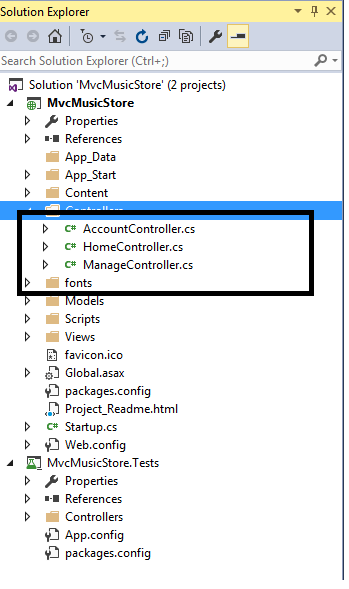 Solution Explorer
Search Solution Explorer (Ctrl+;)
Solution 'MvcMusicStore' (2 projects)
MvcMusicStore
Properties
References
App_Data
App_Start
Content
Controllers
C# AccountController.cs
C# HomeController.cs
C# ManageController.cs
fonts
Models
Scripts
Views
favicon.ico
Global.asax
packages.config
Project_Readme.html
C# Startup.cs
Web.config
MvcMusicStore.Tests
Properties
References
Controllers
App.config
packages.config